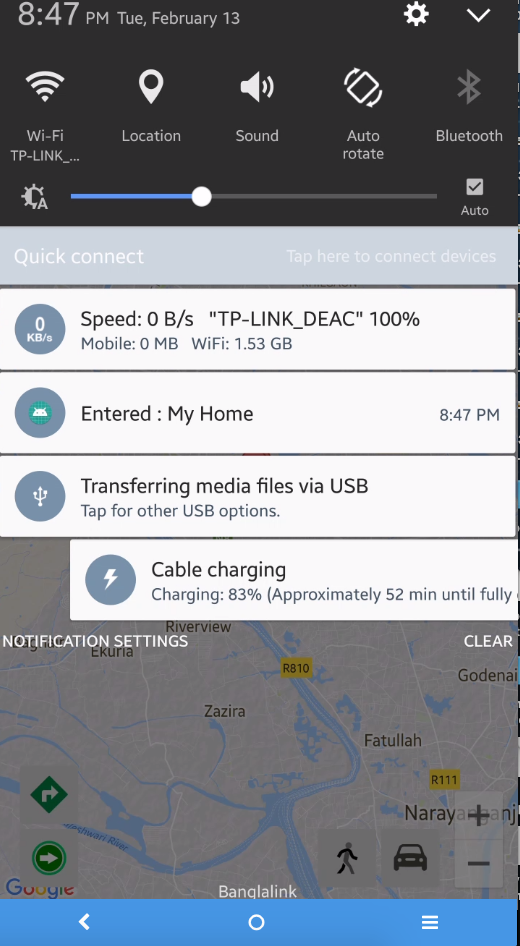 8:47 PM Tue, February 13
Wi-Fi
TP-LINK_...
Location
Sound
Auto
rotate
Bluetooth
A
Auto
Quick connect
Tap here to connect devices
0
KB/s
Speed: 0 B/s "TP-LINK_DEAC" 100%
Mobile: 0 MB WiFi: 1.53 GB
Entered : My Home
8:47 PM
Transferring media files via USB
Tap for other USB options.
Cable charging
Charging: 83% (Approximately 52 min until fully
Riverview
NOTIFICATION SETTINGS
CLEAR
Ekuria
R810
Godenai
Zazira
Fatullah
R111
Narayanganj
Google
Banglalink